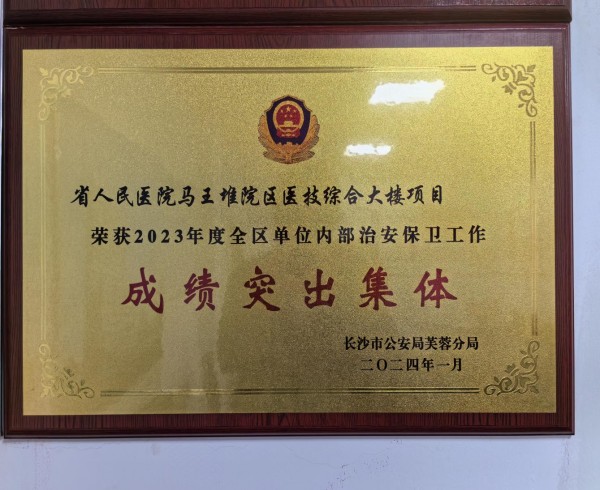 省人民医院马王堆院区医技综合大楼项目
荣获2023年度全区单位内部治安保卫工作
成绩突出集体
长沙市公安局芙蓉分局
二〇二四年一月